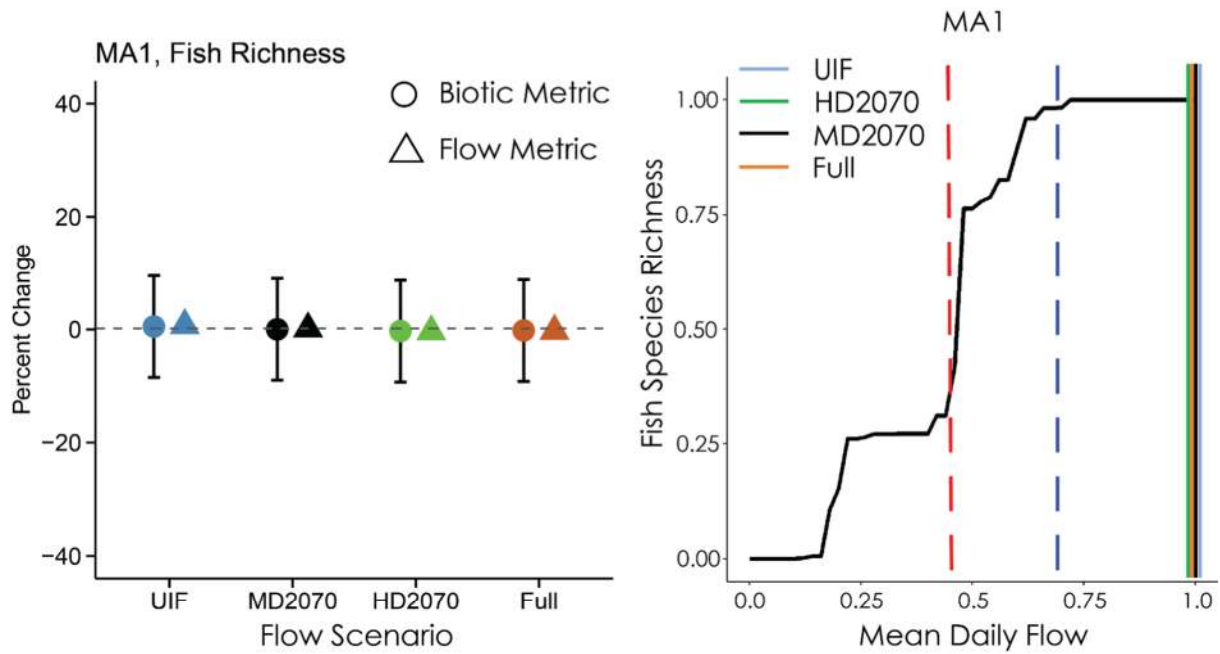 MA1, Fish Richness
Biotic Metric
Flow Metric
Percent Change
40
20
0
−20
−40
UIF
MD2070
HD2070
Full
Flow Scenario
MA1
UIF
HD2070
MD2070
Full
Fish Species Richness
1.00
0.75
0.50
0.25
0.00
0.0
0.25
0.5
0.75
1.0
Mean Daily Flow